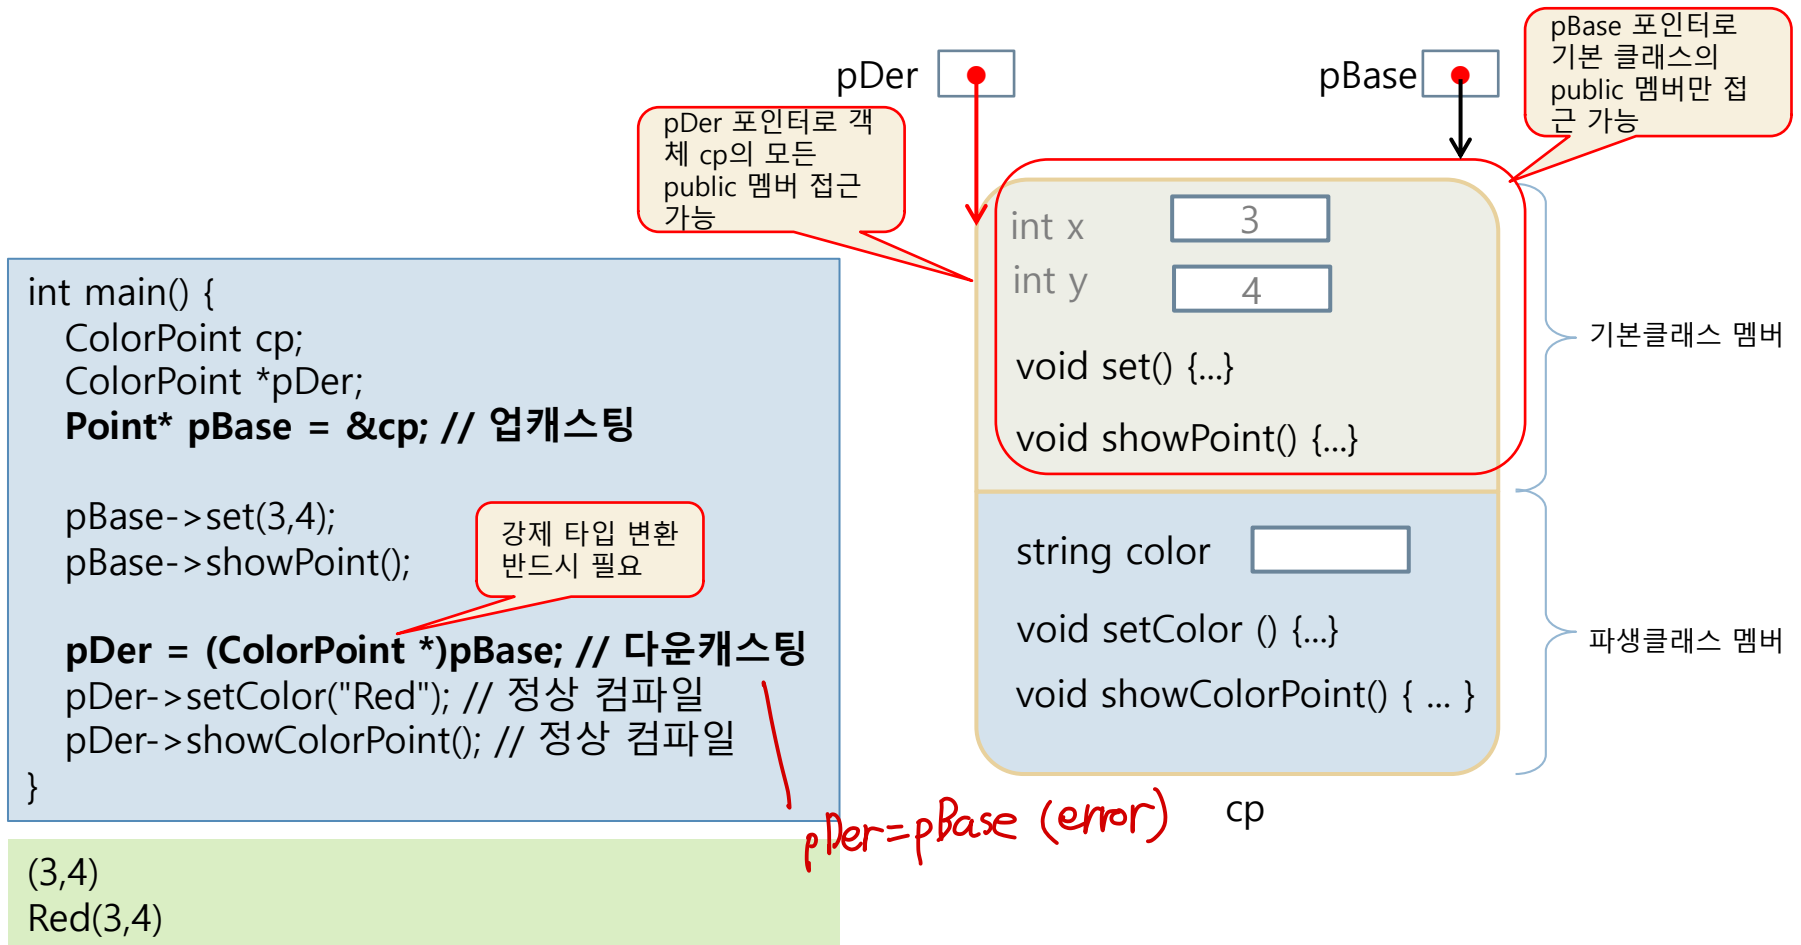 pDer
pBase
pBase 포인터로
기본 클래스의
public 멤버만 접
근 가능
pDer 포인터로 객
체 cp의 모든
public 멤버 접근
가능
int x
3
int y
4
void set() {...}
void showPoint() {...}
기본클래스 멤버
string color
void setColor () {...}
void showColorPoint() { ... }
파생클래스 멤버
cp
int main() {
ColorPoint cp;
ColorPoint *pDer;
Point* pBase = &cp; // 업캐스팅
pBase->set(3,4);
pBase->showPoint();
강제 타입 변환
반드시 필요
pDer = (ColorPoint *)pBase; // 다운캐스팅
pDer->setColor("Red"); // 정상 컴파일
pDer->showColorPoint(); // 정상 컴파일
}
pDer=pBase (error)
(3,4)
Red(3,4)